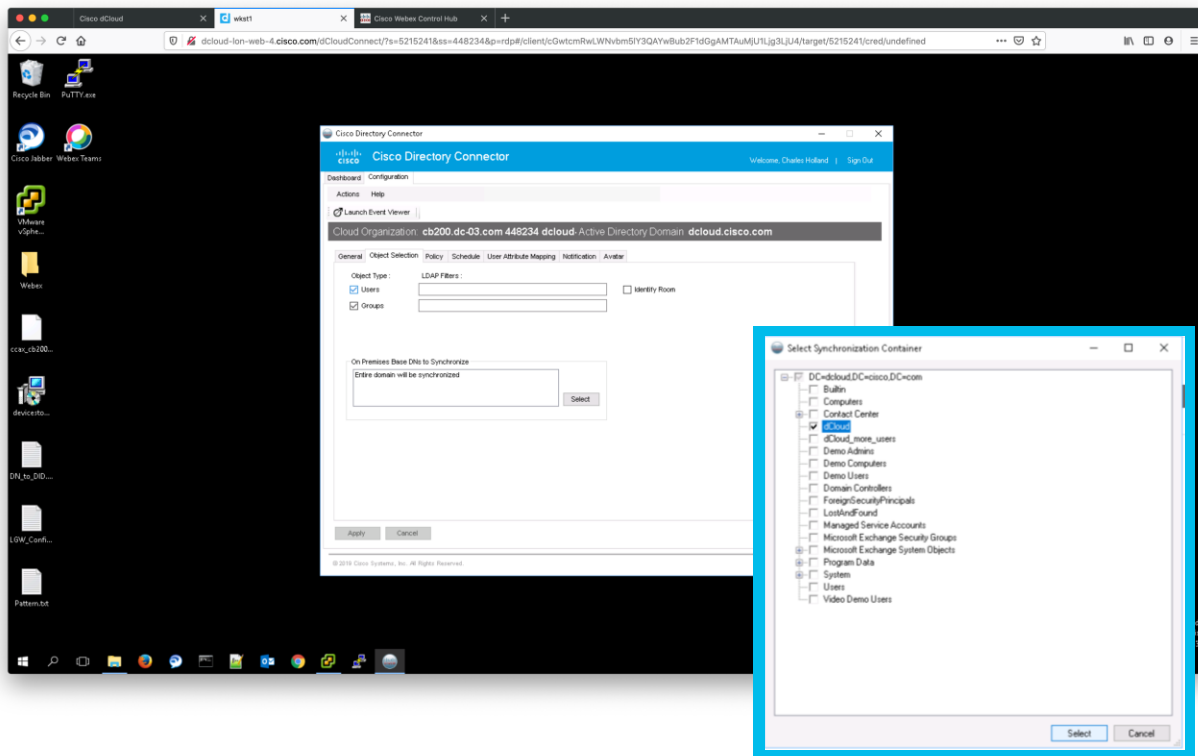 Cisco dCloud
wkst1
Cisco Webex Control Hub
dcloud-lon-web-4.cisco.com/dCloudConnect/?s=5215241&ss=448234&p=rdp#/client/cGwtcmRwLWNvbm5lY3QAYwBub2F1dGgAMTAuMjU1Ljg3LjU4/target/5215241/cred/undefined
Recycle Bin
PuTTY.exe
Cisco Jabber
Webex Teams
VMware
vSphe...
Webex
ccax_cb200...
devicesto...
DN_to_DID....
LGW_Confi...
Pattern.txt
Cisco Directory Connector
CISCO
Cisco Directory Connector
Welcome, Charles Holland | Sign Out
Dashboard Configuration
Actions Help
Launch Event Viewer
Cloud Organization: cb200.dc-03.com 448234 dcloud- Active Directory Domain dcloud.cisco.com
General Object Selection Policy Schedule User Attribute Mapping Notification Avatar
Object Type : LDAP Filters :
Users Identity Room
Groups
On Premises Base DNs to Synchronize
Entire domain will be synchronized
Select
Apply Cancel
© 2019 Cisco Systems, Inc. All Rights Reserved.
Select Synchronization Container
DC=dcloud,DC=cisco,DC=com
Builtin
Computers
Contact Center
dCloud
dCloud_more_users
Demo Admins
Demo Computers
Demo Users
Domain Controllers
ForeignSecurityPrincipals
LostAndFound
Managed Service Accounts
Microsoft Exchange Security Groups
Microsoft Exchange System Objects
Program Data
System
Users
Video Demo Users
Select Cancel